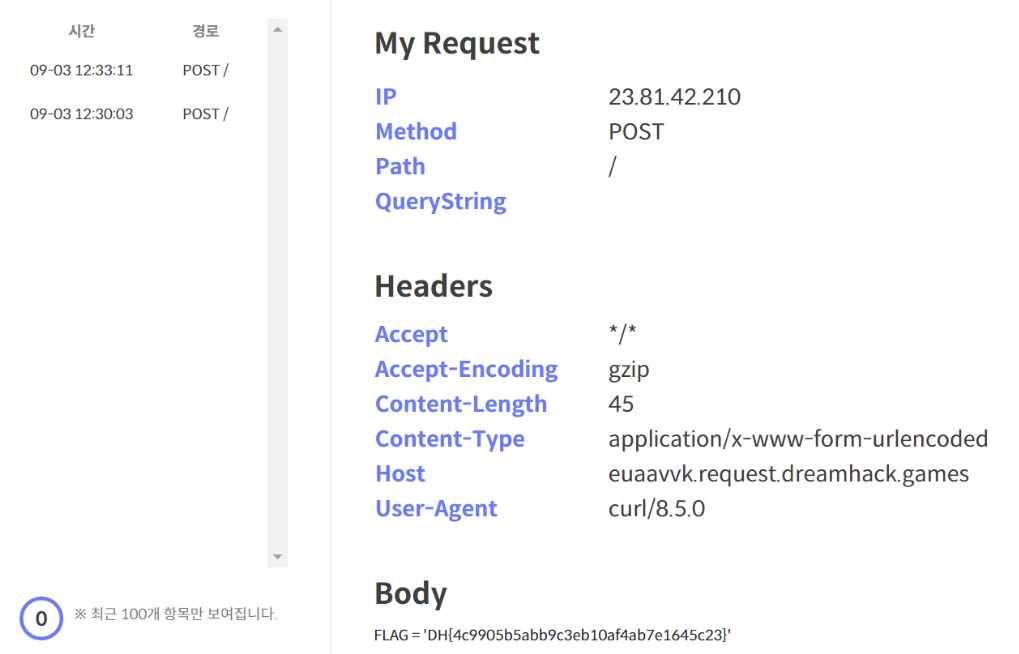 시간 경로
09-03 12:33:11 POST /
09-03 12:30:03 POST /
0 ※ 최근 100개 항목만 보여집니다.
My Request
IP 23.81.42.210
Method POST
Path /
QueryString
Headers
Accept */*
Accept-Encoding gzip
Content-Length 45
Content-Type application/x-www-form-urlencoded
Host euaavvk.request.dreamhack.games
User-Agent curl/8.5.0
Body
FLAG = 'DH{4c9905b5abb9c3eb10af4ab7e1645c23}'